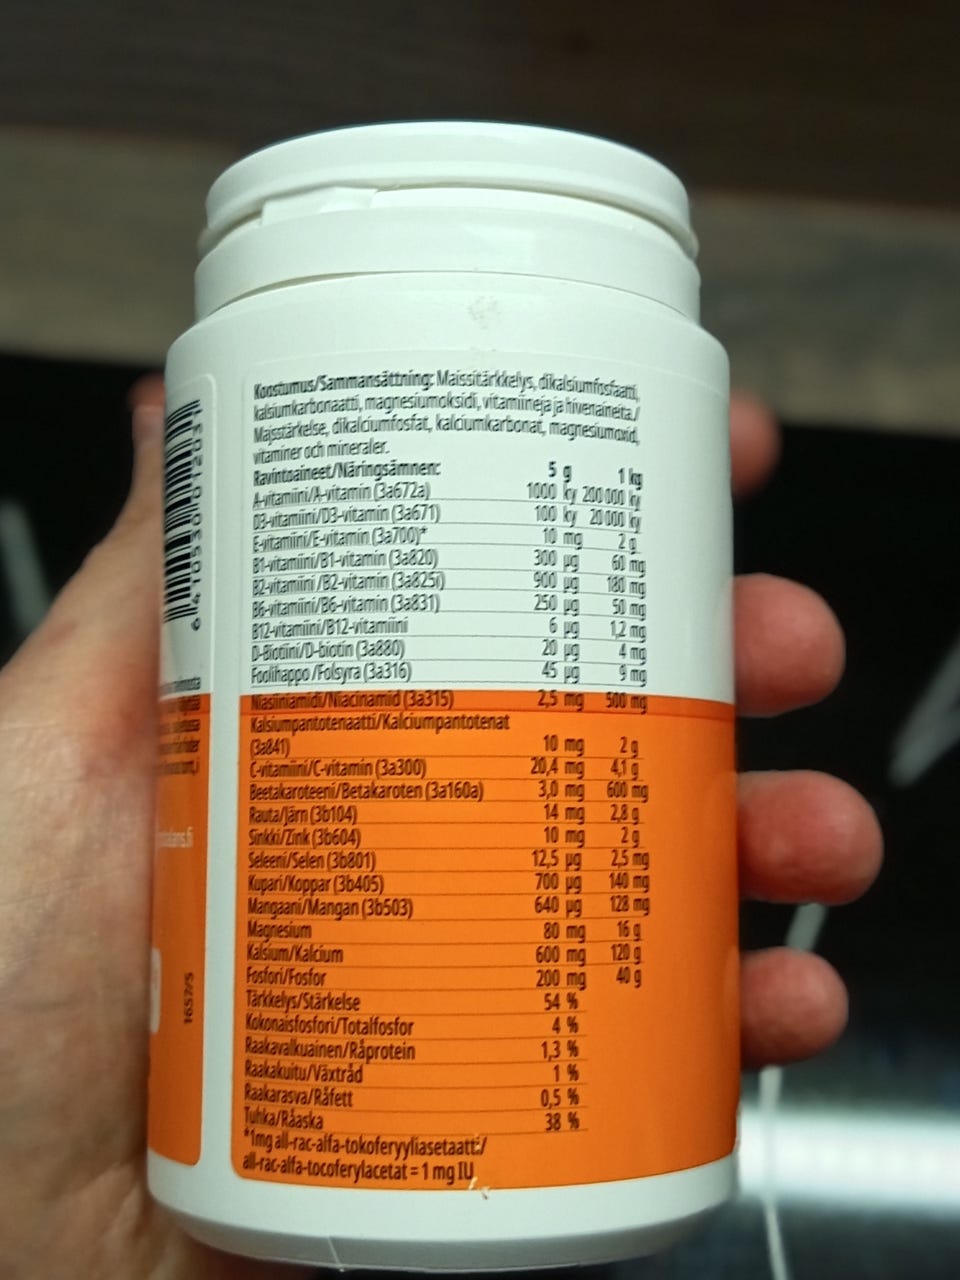 Koostumus/Sammansättning: Maissitärkkelys, dikalsiumfosfaatti,
kalsiumkarbonaatti, magnesiumoksidi, vitamiineja ja hivenaineita./
Majsstärkelse, dikalciumfosfat, kalciumkarbonat, magnesiumoxid,
vitaminer och mineraler.
Ravintoaineet/Näringsämnen: 5 g 1 kg
A-vitamiini/A-vitamin (3a672a) 1000 ky 200 000 ky
D3-vitamiini/D3-vitamin (3a671) 100 ky 20 000 ky
E-vitamiini/E-vitamin (3a700)* 10 mg 2 g
B1-vitamiini/B1-vitamin (3a820) 300 µg 60 mg
B2-vitamiini /B2-vitamin (3a825i) 900 µg 180 mg
B6-vitamiini/B6-vitamin (3a831) 250 µg 50 mg
B12-vitamiini/B12-vitamiini 6 µg 1,2 mg
D-Biotiini/D-biotin (3a880) 20 µg 4 mg
Foolihappo /Folsyra (3a316) 45 µg 9 mg
Niasiiniamidi/Niacinamid (3a315) 2,5 mg 500 mg
Kalsiumpantotenaatti/Kalciumpantotenat
(3a841) 10 mg 2 g
C-vitamiini/C-vitamin (3a300) 20,4 mg 4,1 g
Beetakaroteeni/Betakaroten (3a160a) 3,0 mg 600 mg
Rauta/Järn (3b104) 14 mg 2,8 g
Sinkki/Zink (3b604) 10 mg 2 g
Seleeni/Selen (3b801) 12,5 µg 2,5 mg
Kupari/Koppar (3b405) 700 µg 140 mg
Mangaani/Mangan (3b503) 640 µg 128 mg
Magnesium 80 mg 16 g
Kalsium/Kalcium 600 mg 120 g
Fosfori/Fosfor 200 mg 40 g
Tärkkelys/Stärkelse 54 %
Kokonaisfosfori/Totalfosfor 4 %
Raakavalkuainen/Råprotein 1,3 %
Raakakuitu/Växtråd 1 %
Raakarasva/Råfett 0,5 %
Tuhka/Råaska 38 %
*1mg all-rac-alfa-tokoferyyliasetaatti:/
all-rac-alfa-tocoferylacetat = 1 mg IU
1657/5